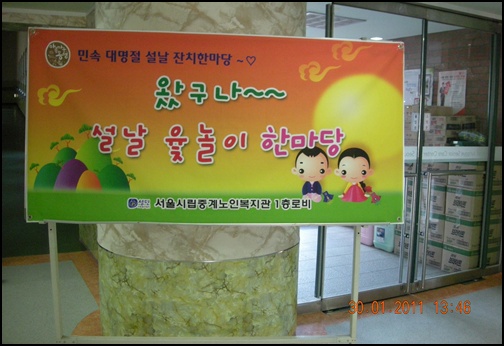 민속 대명절 설날 잔치한마당 ~♡
왔구나~~
설날 윷놀이 한마당
서울시립중계노인복지관 1층로비
30.01.2011 13:48